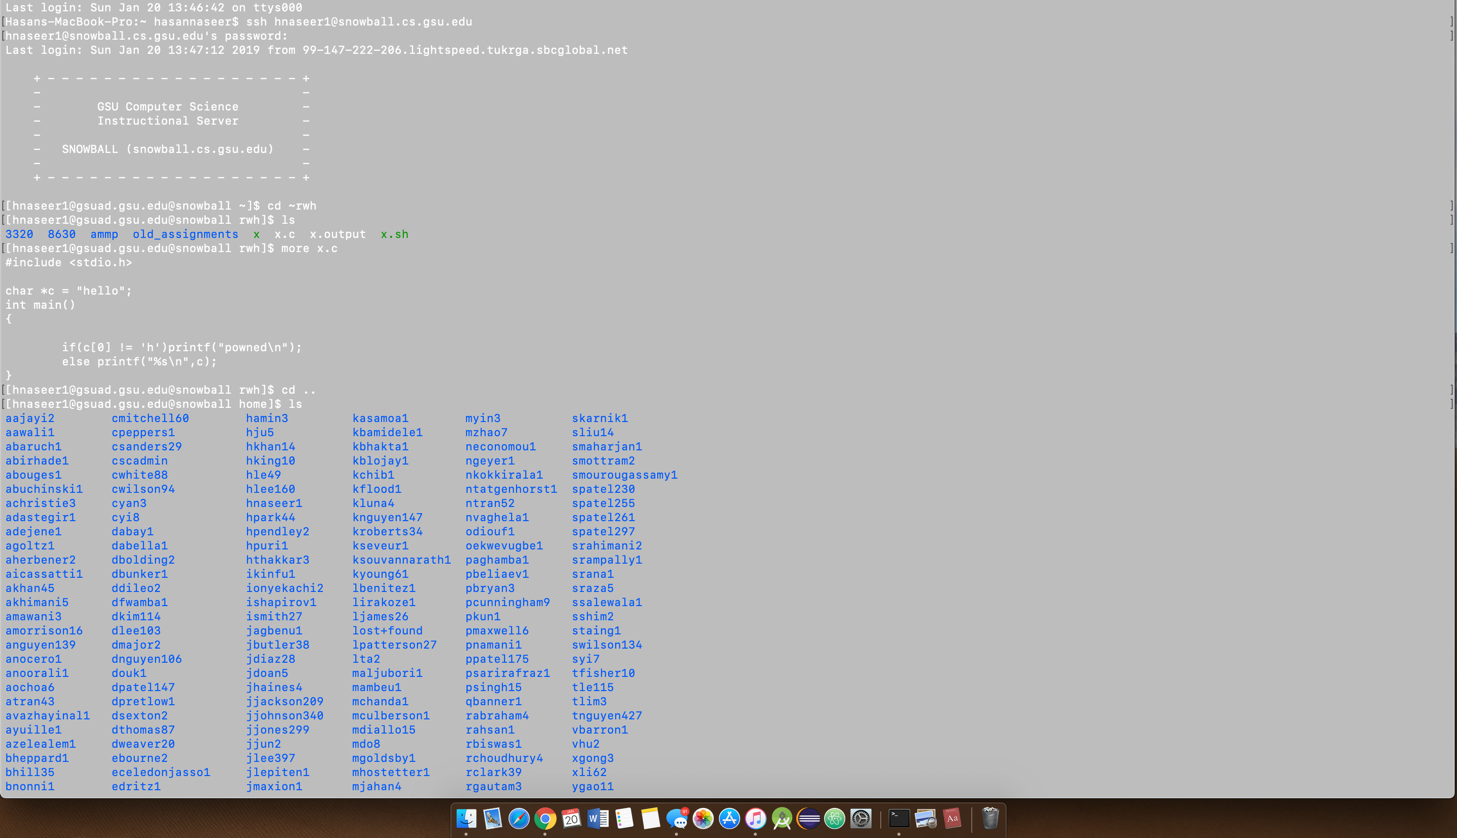 Last login: Sun Jan 20 13:46:42 on ttys000
[Hasans-MacBook-Pro:~ hasannaseer$ ssh hnaseer1@snowball.cs.gsu.edu ]
[hnaseer1@snowball.cs.gsu.edu's password: ]
Last login: Sun Jan 20 13:47:12 2019 from 99-147-222-206.lightspeed.tukrga.sbcglobal.net
+ - - - - - - - - - - - - - - - - - - +
- -
- GSU Computer Science -
- Instructional Server -
- -
- SNOWBALL (snowball.cs.gsu.edu) -
- -
+ - - - - - - - - - - - - - - - - - - +
[[hnaseer1@gsuad.gsu.edu@snowball ~]$ cd ~rwh ]
[[hnaseer1@gsuad.gsu.edu@snowball rwh]$ ls ]
3320 8630 ammp old_assignments x x.c x.output x.sh
[[hnaseer1@gsuad.gsu.edu@snowball rwh]$ more x.c ]
#include <stdio.h>
char *c = "hello";
int main()
{
if(c[0] != 'h')printf("powned\n");
else printf("%s\n",c);
}
[[hnaseer1@gsuad.gsu.edu@snowball rwh]$ cd .. ]
[[hnaseer1@gsuad.gsu.edu@snowball home]$ ls ]
aajayi2 cmitchell60 hamin3 kasamoa1 myin3 skarnik1
aawali1 cpeppers1 hju5 kbamidele1 mzhao7 sliu14
abaruch1 csanders29 hkhan14 kbhakta1 neconomou1 smaharjan1
abirhade1 cscadmin hking10 kblojay1 ngeyer1 smottram2
abouges1 cwhite88 hle49 kchib1 nkokkirala1 smourougassamy1
abuchinski1 cwilson94 hlee160 kflood1 ntatgenhorst1 spatel230
achristie3 cyan3 hnaseer1 kluna4 ntran52 spatel255
adastegir1 cyi8 hpark44 knguyen147 nvaghela1 spatel261
adejene1 dabay1 hpendley2 kroberts34 odiouf1 spatel297
agoltz1 dabella1 hpuri1 kseveur1 oekwevugbe1 srahimani2
aherbener2 dbolding2 hthakkar3 ksouvannarath1 paghamba1 srampally1
aicassatti1 dbunker1 ikinfu1 kyoung61 pbeliaev1 srana1
akhan45 ddileo2 ionyekachi2 lbenitez1 pbryan3 sraza5
akhimani5 dfwamba1 ishapirov1 lirakoze1 pcunningham9 ssalewala1
amawani3 dkim114 ismith27 ljames26 pkun1 sshim2
amorrison16 dlee103 jagbenu1 lost+found pmaxwell6 staing1
anguyen139 dmajor2 jbutler38 lpatterson27 pnamani1 swilson134
anocero1 dnguyen106 jdiaz28 lta2 ppatel175 syi7
anoorali1 douk1 jdoan5 maljubori1 psarirafraz1 tfisher10
aochoa6 dpatel147 jhaines4 mambeu1 psingh15 tle115
atran43 dpretlow1 jjackson209 mchanda1 qbanner1 tlim3
avazhayinal1 dsexton2 jjohnson340 mculberson1 rabraham4 tnguyen427
ayuille1 dthomas87 jjones299 mdiallo15 rahsan1 vbarron1
azelealem1 dweaver20 jjun2 mdo8 rbiswas1 vhu2
bheppard1 ebourne2 jlee397 mgoldsby1 rchoudhury4 xgong3
bhill35 eceledonjasso1 jlepiten1 mhostetter1 rclark39 xli62
bnonni1 edritz1 jmaxion1 mjahan4 rgautam3 ygao11
20
W
Aa